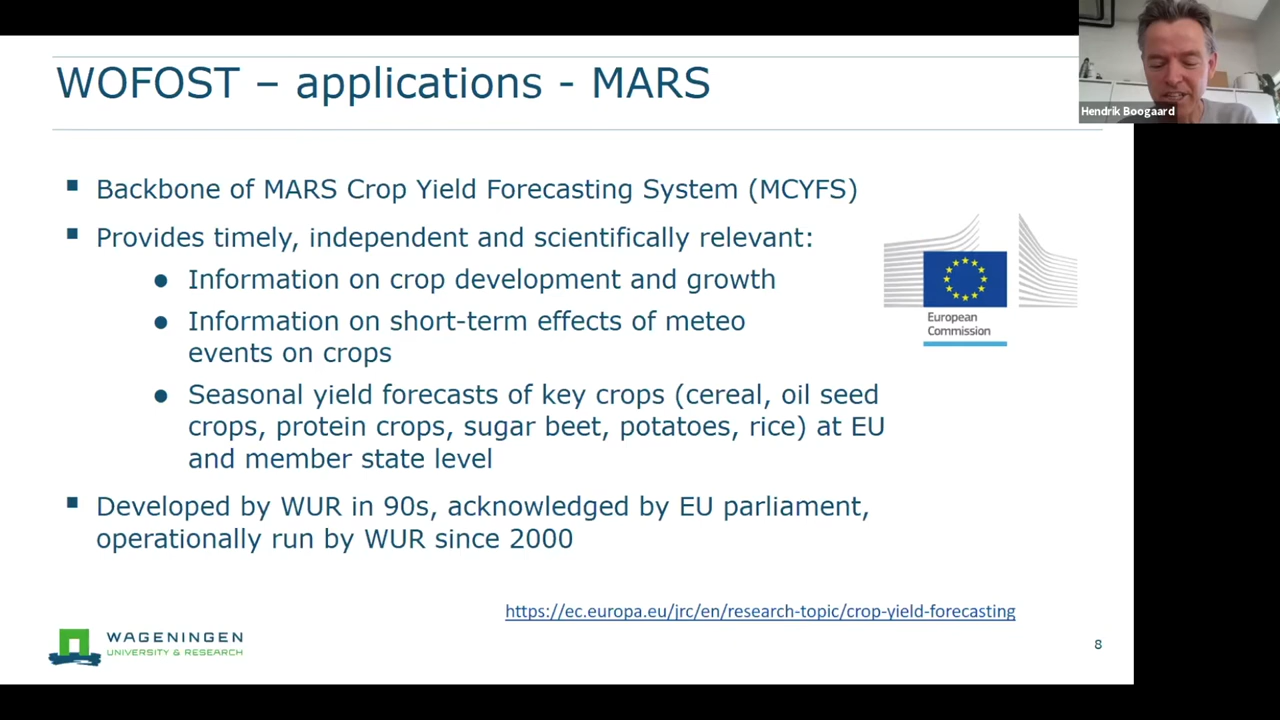 WOFOST – applications - MARS
Hendrik Boogaard
▪ Backbone of MARS Crop Yield Forecasting System (MCYFS)
▪ Provides timely, independent and scientifically relevant:
● Information on crop development and growth
● Information on short-term effects of meteo
events on crops
● Seasonal yield forecasts of key crops (cereal, oil seed
crops, protein crops, sugar beet, potatoes, rice) at EU
and member state level
European
Commission
▪ Developed by WUR in 90s, acknowledged by EU parliament,
operationally run by WUR since 2000
https://ec.europa.eu/jrc/en/research-topic/crop-yield-forecasting
WAGENINGEN
UNIVERSITY & RESEARCH
8